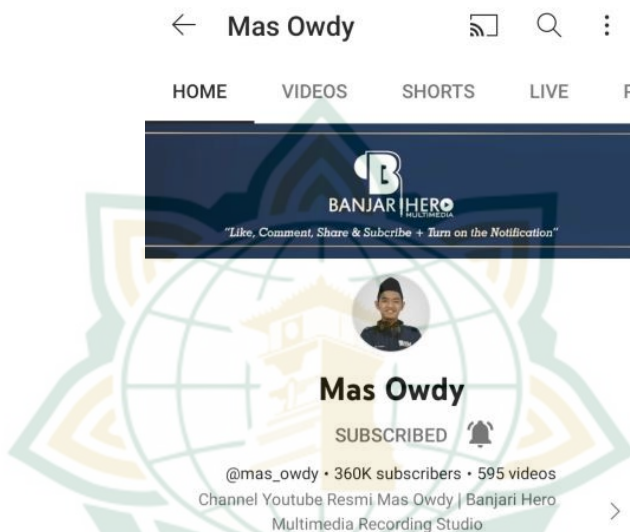 Mas Owdy
HOME VIDEOS SHORTS LIVE
BANJARI HERO
MULTIMEDIA
"Like, Comment, Share & Subcribe + Turn on the Notification"
Mas Owdy
SUBSCRIBED
@mas_owdy • 360K subscribers • 595 videos
Channel Youtube Resmi Mas Owdy | Banjari Hero
Multimedia Recording Studio